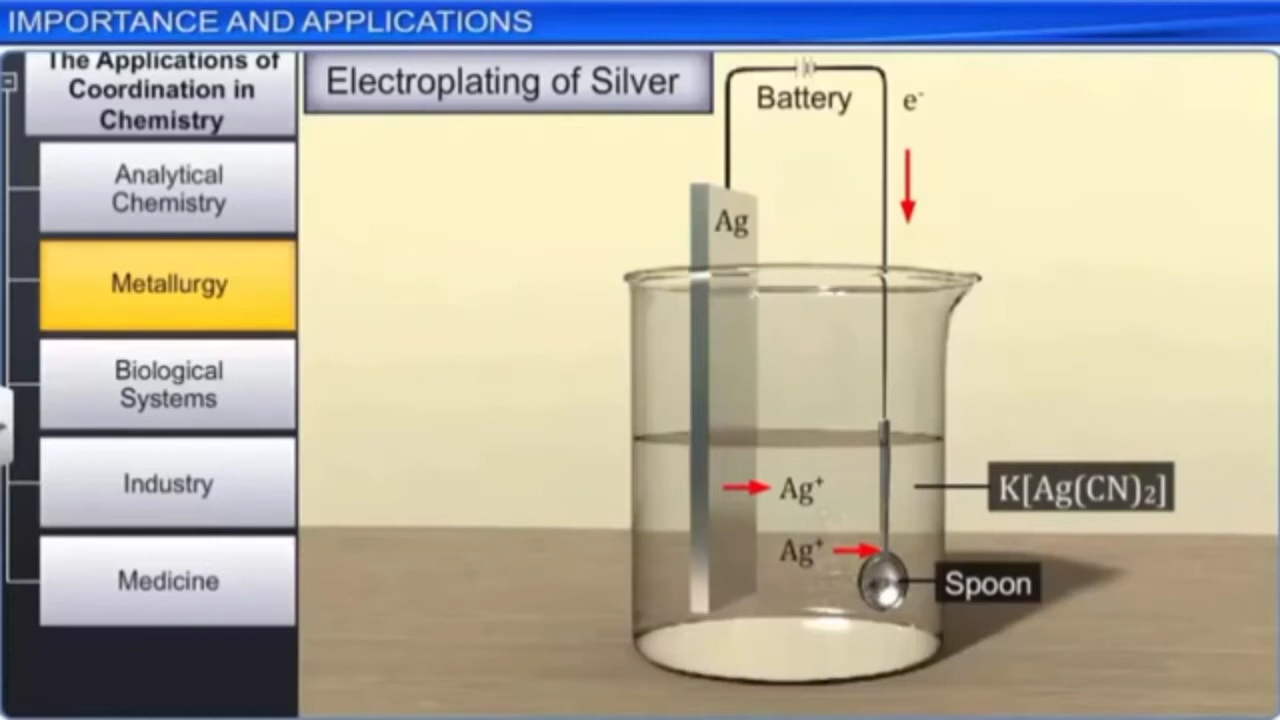 IMPORTANCE AND APPLICATIONS
The Applications of
Coordination in
Chemistry
Analytical
Chemistry
Metallurgy
Biological
Systems
Industry
Medicine
Electroplating of Silver
Battery
e⁻
Ag
Ag⁺
K[Ag(CN)₂]
Ag⁺
Spoon